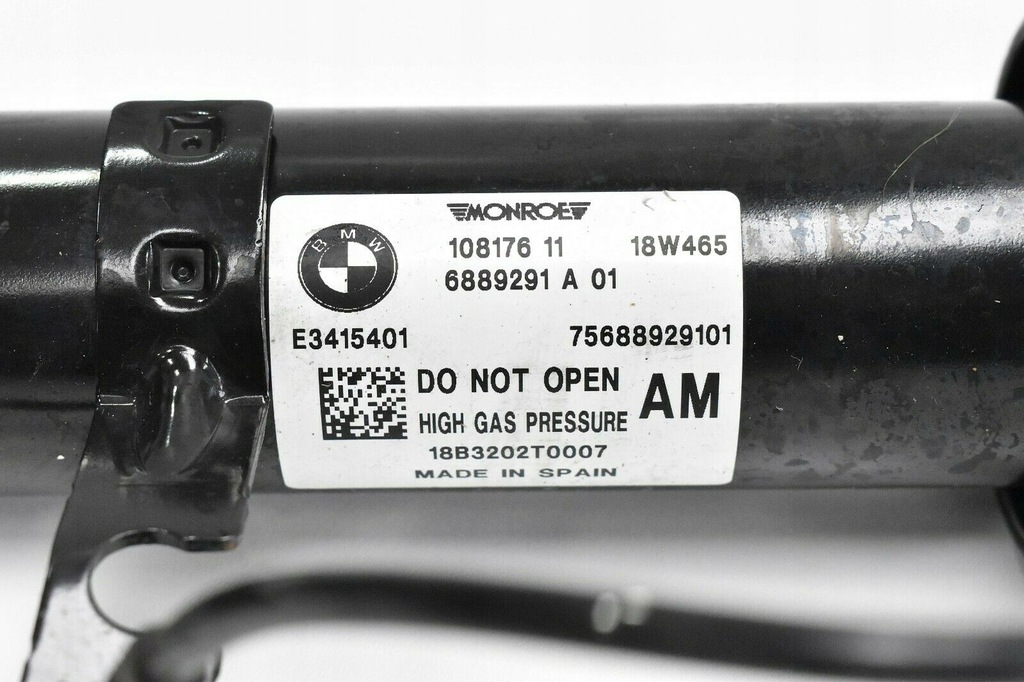 MONROE
BMW
108176 11 18W465
6889291 A 01
E3415401 75688929101
DO NOT OPEN AM
HIGH GAS PRESSURE
18B3202T0007
MADE IN SPAIN